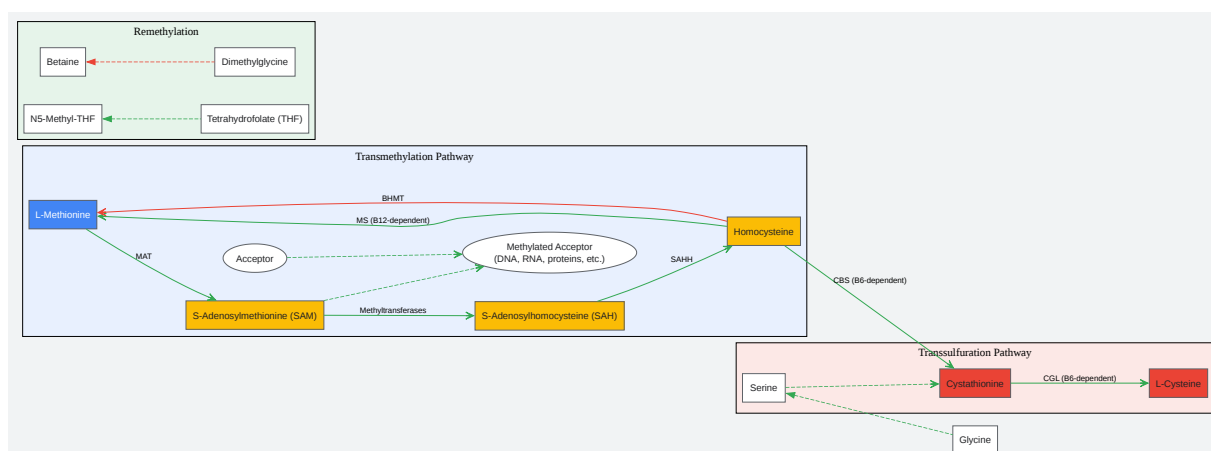 Remethylation
Betaine
Dimethylglycine
N5-Methyl-THF
Tetrahydrofolate (THF)
Transmethylation Pathway
BHMT
L-Methionine
MS (B12-dependent)
Homocysteine
MAT
Acceptor
Methylated Acceptor
(DNA, RNA, proteins, etc.)
SAHH
CBS (B6-dependent)
S-Adenosylmethionine (SAM)
Methyltransferases
S-Adenosylhomocysteine (SAH)
Transsulfuration Pathway
Serine
Cystathionine
CGL (B6-dependent)
L-Cysteine
Glycine